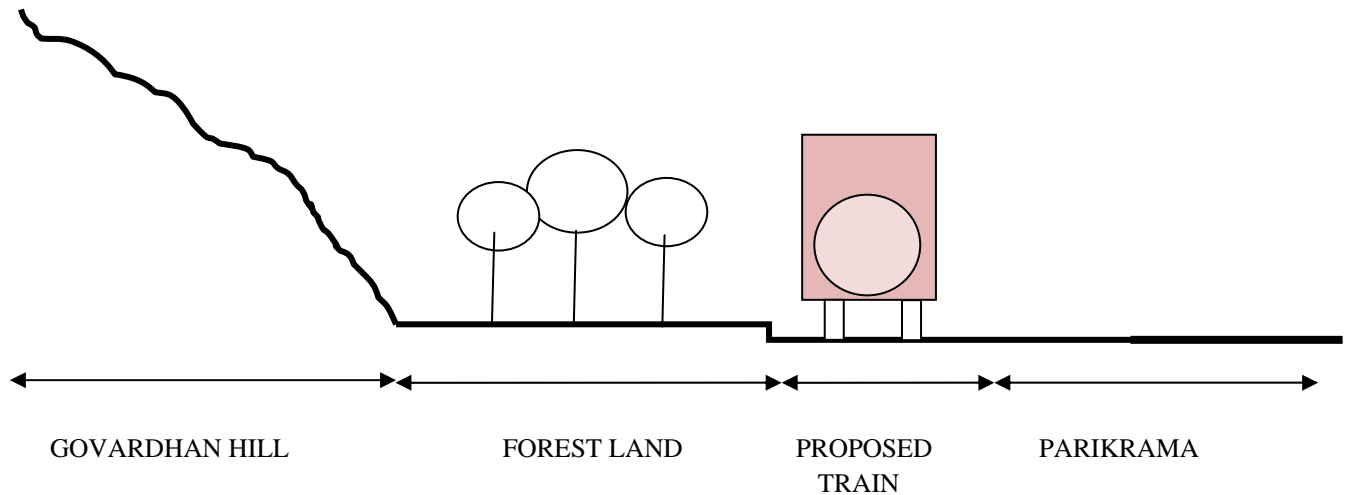 GOVARDHAN HILL
FOREST LAND
PROPOSED
TRAIN
PARIKRAMA